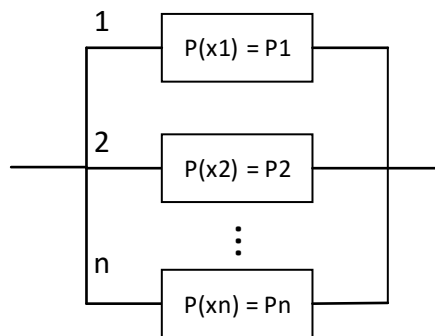 1
P(x1) = P1
2
P(x2) = P2
⋮
n
P(xn) = Pn